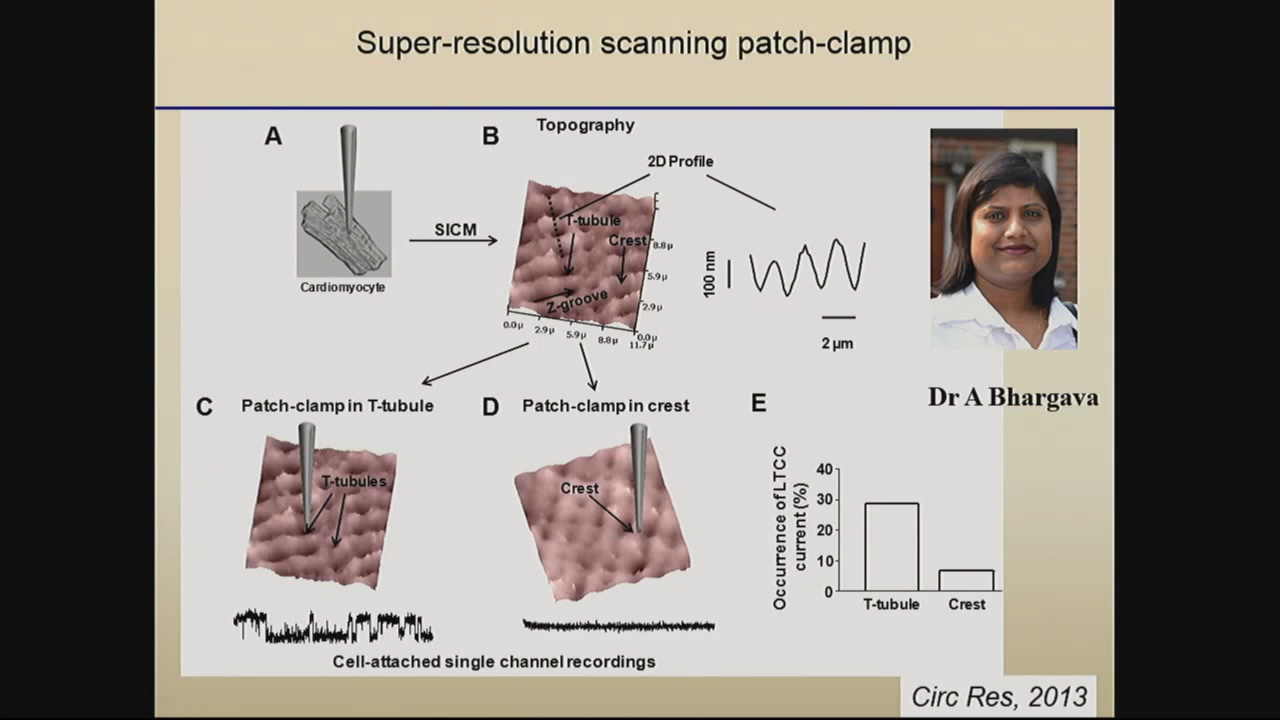 Super-resolution scanning patch-clamp
A
Cardiomyocyte
SICM
B
Topography
2D Profile
T-tubule
Crest
Z-groove
8.8µ
5.9µ
2.9µ
0.0µ
0.0µ
2.9µ
5.9µ
8.8µ
11.7µ
100 nm
2 µm
Dr A Bhargava
C
Patch-clamp in T-tubule
T-tubules
D
Patch-clamp in crest
Crest
Cell-attached single channel recordings
E
Occurrence of LTCC
current (%)
40
30
20
10
0
T-tubule
Crest
Circ Res, 2013